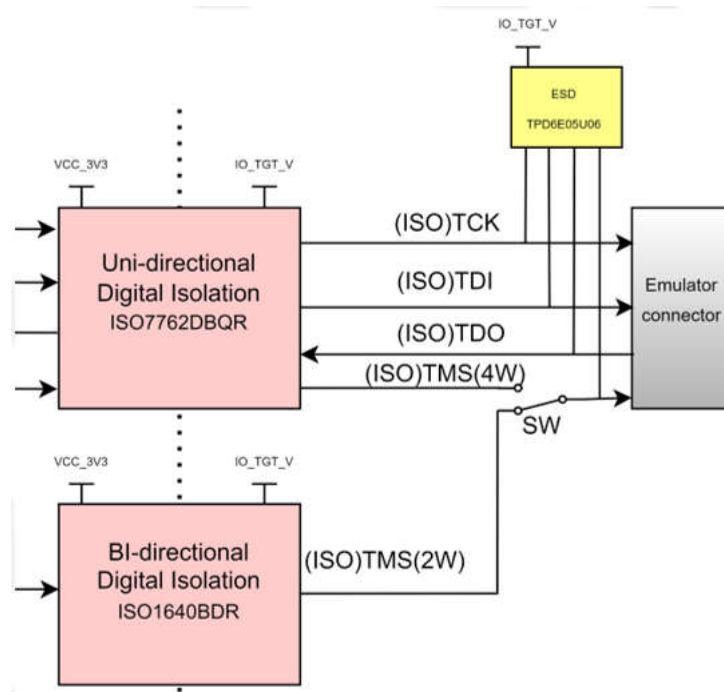 IO_TGT_V
ESD
TPD6E05U06
VCC_3V3
IO_TGT_V
(ISO)TCK
Uni-directional
Digital Isolation
ISO7762DBQR
(ISO)TDI
Emulator
connector
(ISO)TDO
(ISO)TMS(4W)
SW
VCC_3V3
IO_TGT_V
BI-directional
Digital Isolation
ISO1640BDR
(ISO)TMS(2W)